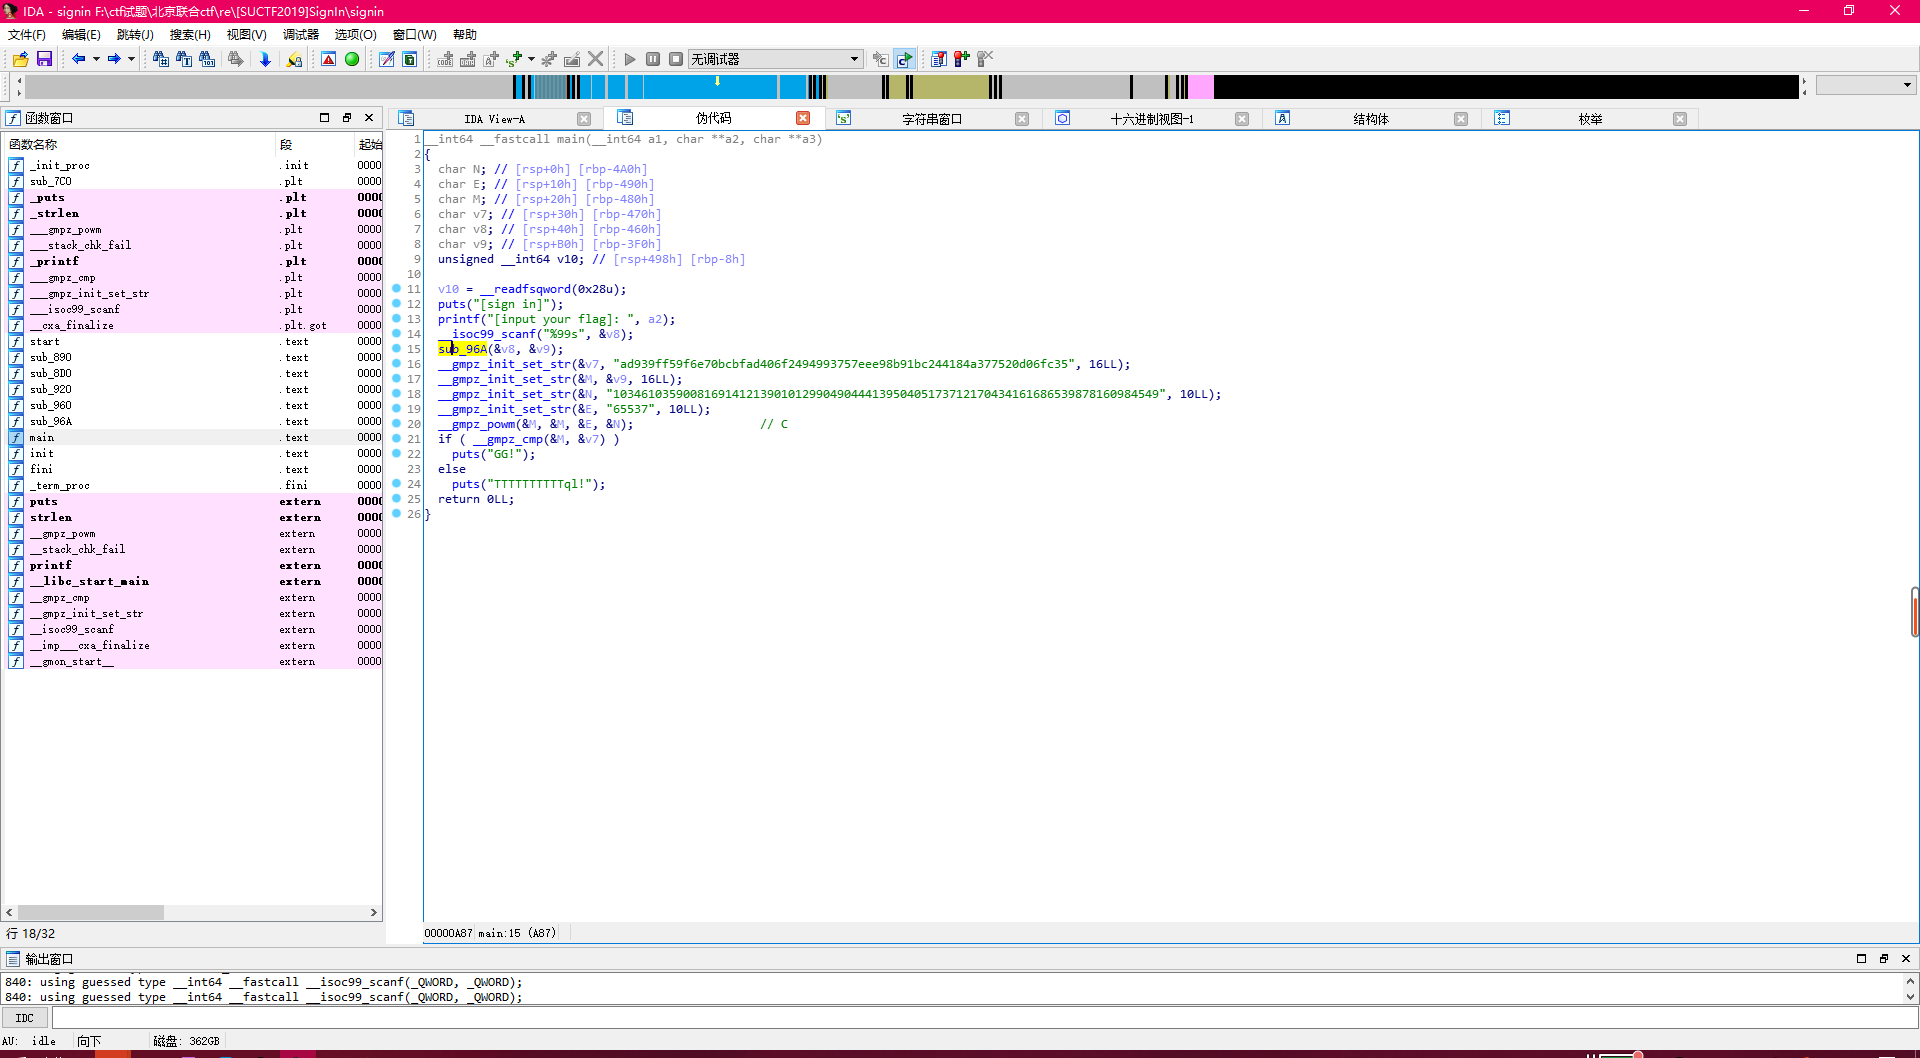 IDA - signin F:\ctf试题\北京联合ctf\re\[SUCTF2019]SignIn\signin
文件(F) 编辑(E) 跳转(J) 搜索(H) 视图(V) 调试器 选项(O) 窗口(W) 帮助
无调试器
函数窗口
函数名称 段 起始
_init_proc .init 0000
sub_7C0 .plt 0000
_puts .plt 0000
_strlen .plt 0000
___gmpz_powm .plt 0000
___stack_chk_fail .plt 0000
_printf .plt 0000
___gmpz_cmp .plt 0000
___gmpz_init_set_str .plt 0000
___isoc99_scanf .plt 0000
__cxa_finalize .plt.got 0000
start .text 0000
sub_890 .text 0000
sub_8D0 .text 0000
sub_920 .text 0000
sub_960 .text 0000
sub_96A .text 0000
main .text 0000
init .text 0000
fini .text 0000
_term_proc .fini 0000
puts extern 0000
strlen extern 0000
__gmpz_powm extern 0000
__stack_chk_fail extern 0000
printf extern 0000
__libc_start_main extern 0000
__gmpz_cmp extern 0000
__gmpz_init_set_str extern 0000
__isoc99_scanf extern 0000
__imp___cxa_finalize extern 0000
__gmon_start__ extern 0000
行 18/32
IDA View-A 伪代码 字符串窗口 十六进制视图-1 结构体 枚举
1 __int64 __fastcall main(__int64 a1, char **a2, char **a3)
2 {
3 char N; // [rsp+0h] [rbp-4A0h]
4 char E; // [rsp+10h] [rbp-490h]
5 char M; // [rsp+20h] [rbp-480h]
6 char v7; // [rsp+30h] [rbp-470h]
7 char v8; // [rsp+40h] [rbp-460h]
8 char v9; // [rsp+B0h] [rbp-3F0h]
9 unsigned __int64 v10; // [rsp+498h] [rbp-8h]
10
11 v10 = __readfsqword(0x28u);
12 puts("[sign in]");
13 printf("[input your flag]: ", a2);
14 __isoc99_scanf("%99s", &v8);
15 sub_96A(&v8, &v9);
16 __gmpz_init_set_str(&v7, "ad939ff59f6e70bcbfad406f2494993757eee98b91bc244184a377520d06fc35", 16LL);
17 __gmpz_init_set_str(&M, &v9, 16LL);
18 __gmpz_init_set_str(&N, "103461035900816914121390101299049044413950405173712170434161686539878160984549", 10LL);
19 __gmpz_init_set_str(&E, "65537", 10LL);
20 __gmpz_powm(&M, &M, &E, &N); // C
21 if ( __gmpz_cmp(&M, &v7) )
22 puts("GG!");
23 else
24 puts("TTTTTTTTTTql!");
25 return 0LL;
26 }
00000A87 main:15 (A87)
输出窗口
840: using guessed type __int64 __fastcall __isoc99_scanf(_QWORD, _QWORD);
840: using guessed type __int64 __fastcall __isoc99_scanf(_QWORD, _QWORD);
IDC
AU: idle 向下 磁盘: 362GB